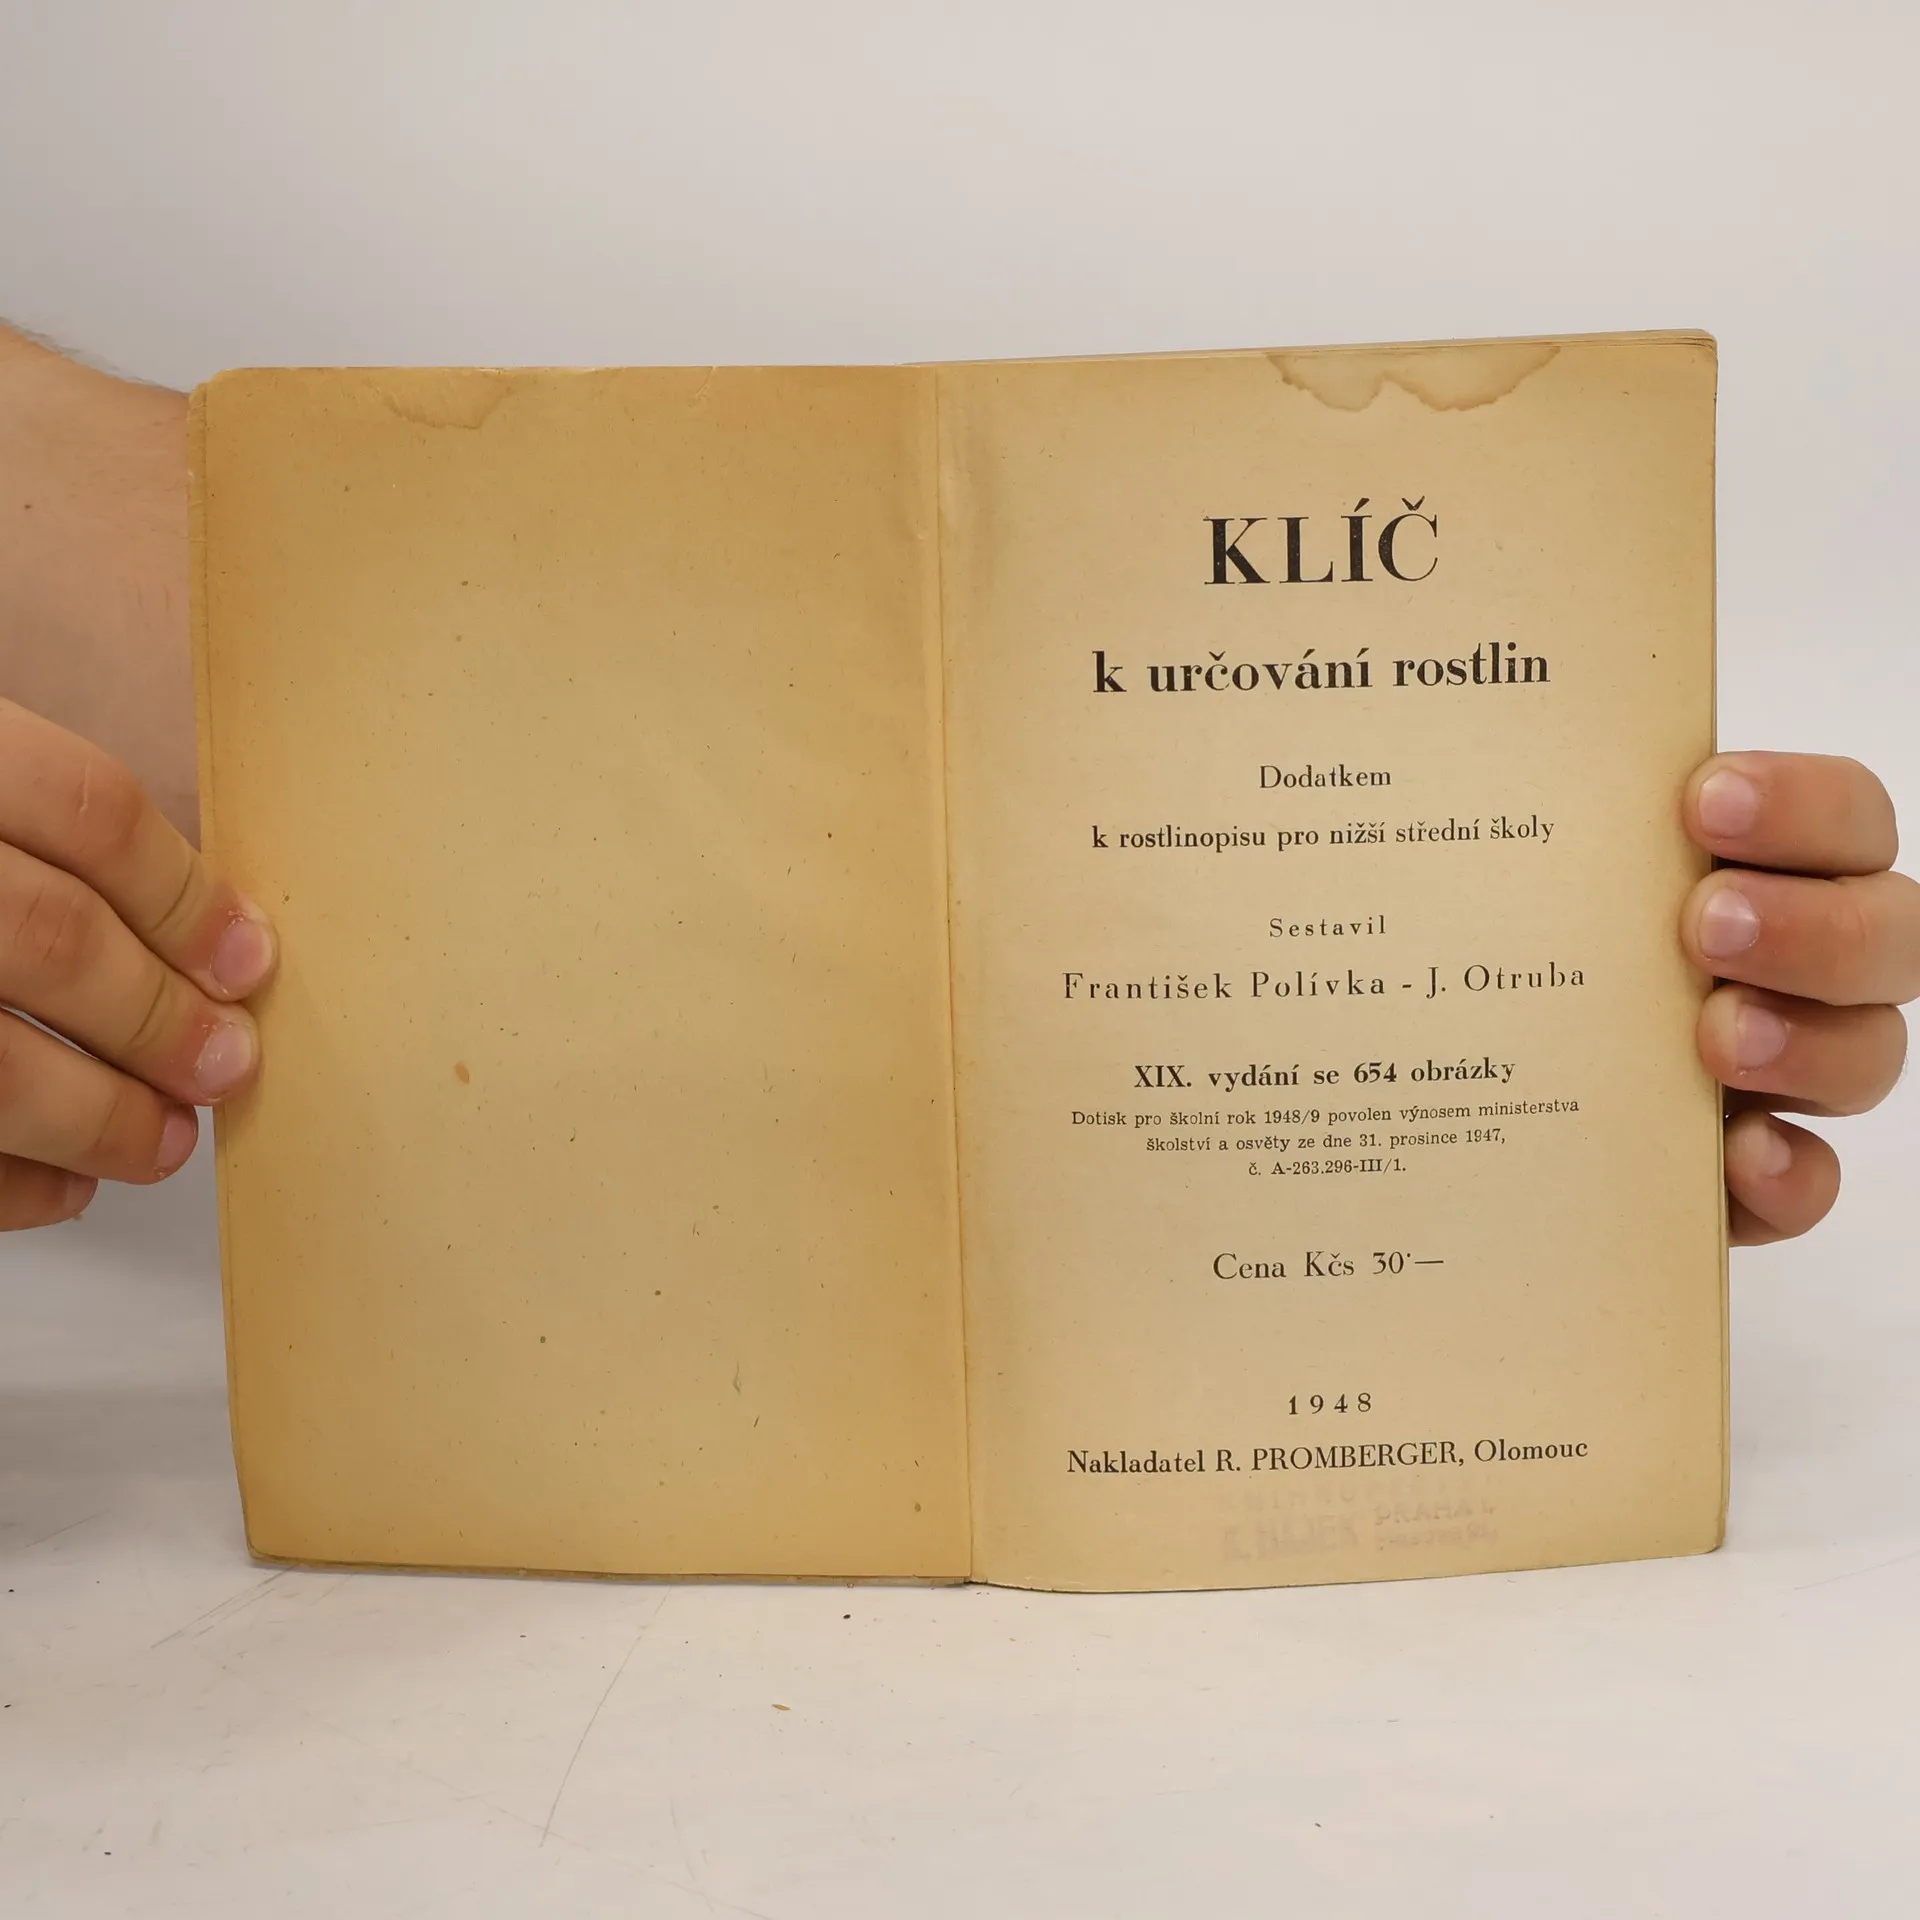 KLÍČ
k určování rostlin
Dodatkem
k rostlinopisu pro nižší střední školy
Sestavil
František Polívka - J. Otruba
XIX. vydání se 654 obrázky
Dotisk pro školní rok 1948/9 povolen výnosem ministerstva
školství a osvěty ze dne 31. prosince 1947,
č. A-263.296-III/1.
Cena Kčs 30·—
1948
Nakladatel R. PROMBERGER, Olomouc
HÁJEK PRAHA